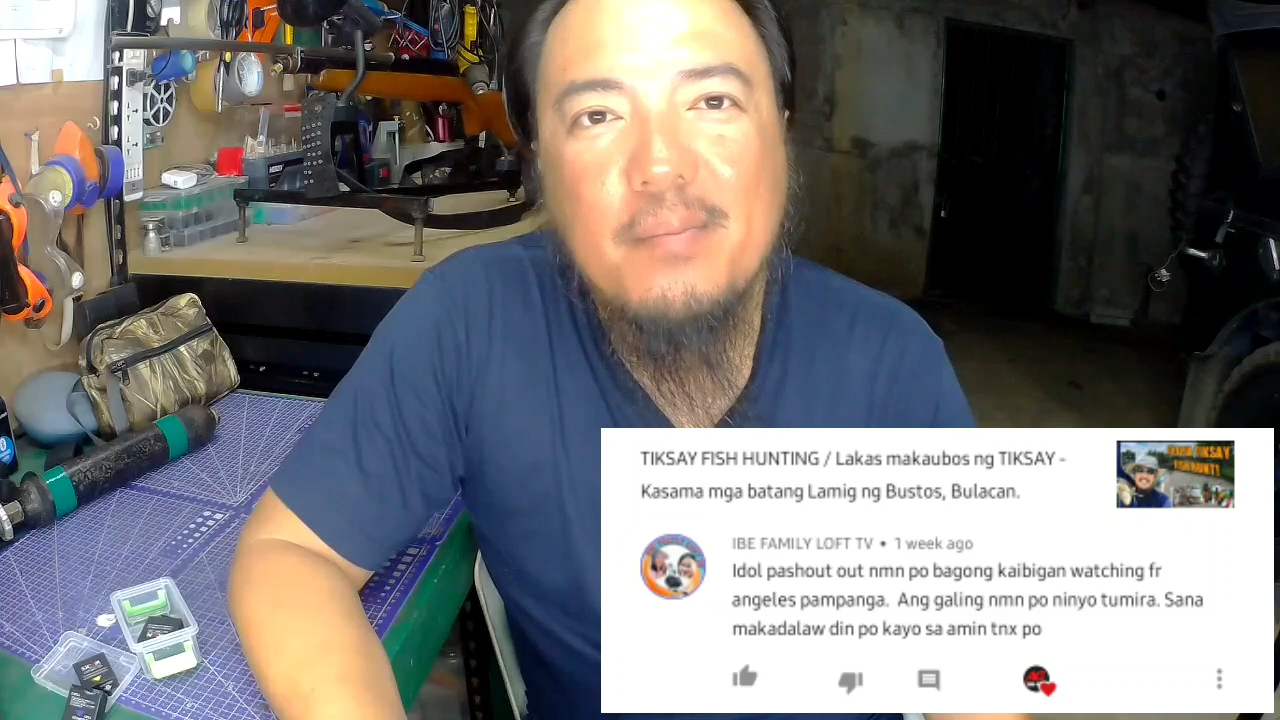 TIKSAY FISH HUNTING / Lakas makaubos ng TIKSAY -
Kasama mga batang Lamig ng Bustos, Bulacan.
IBE FAMILY LOFT TV • 1 week ago
Idol pashout out nmn po bagong kaibigan watching fr
angeles pampanga. Ang galing nmn po ninyo tumira. Sana
makadalaw din po kayo sa amin tnx po